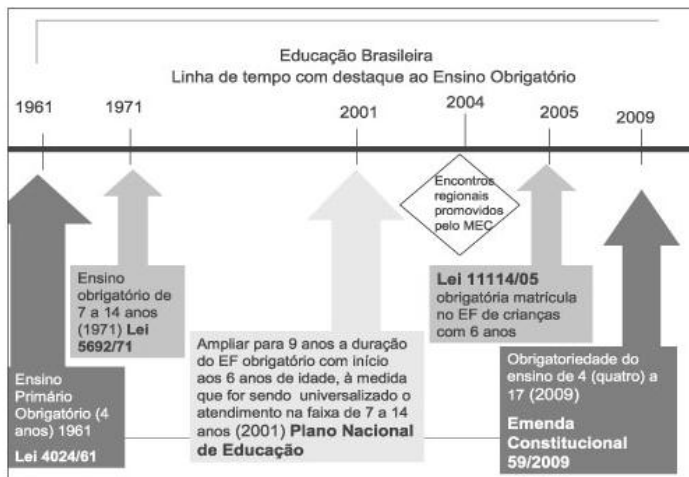 Educação Brasileira
Linha de tempo com destaque ao Ensino Obrigatório
1961
1971
2001
2004
2005
2009
Encontros
regionais
promovidos
pelo MEC
Ensino
obrigatório de
7 a 14 anos
(1971) Lei
5692/71
Lei 11114/05
obrigatória matrícula
no EF de crianças
com 6 anos
Ampliar para 9 anos a duração
do EF obrigatório com início
aos 6 anos de idade, à medida
que for sendo universalizado o
atendimento na faixa de 7 a 14
anos (2001) Plano Nacional
de Educação
Obrigatoriedade do
ensino de 4 (quatro) a
17 (2009)
Emenda
Constitucional
59/2009
Ensino
Primário
Obrigatório (4
anos) 1961
Lei 4024/61